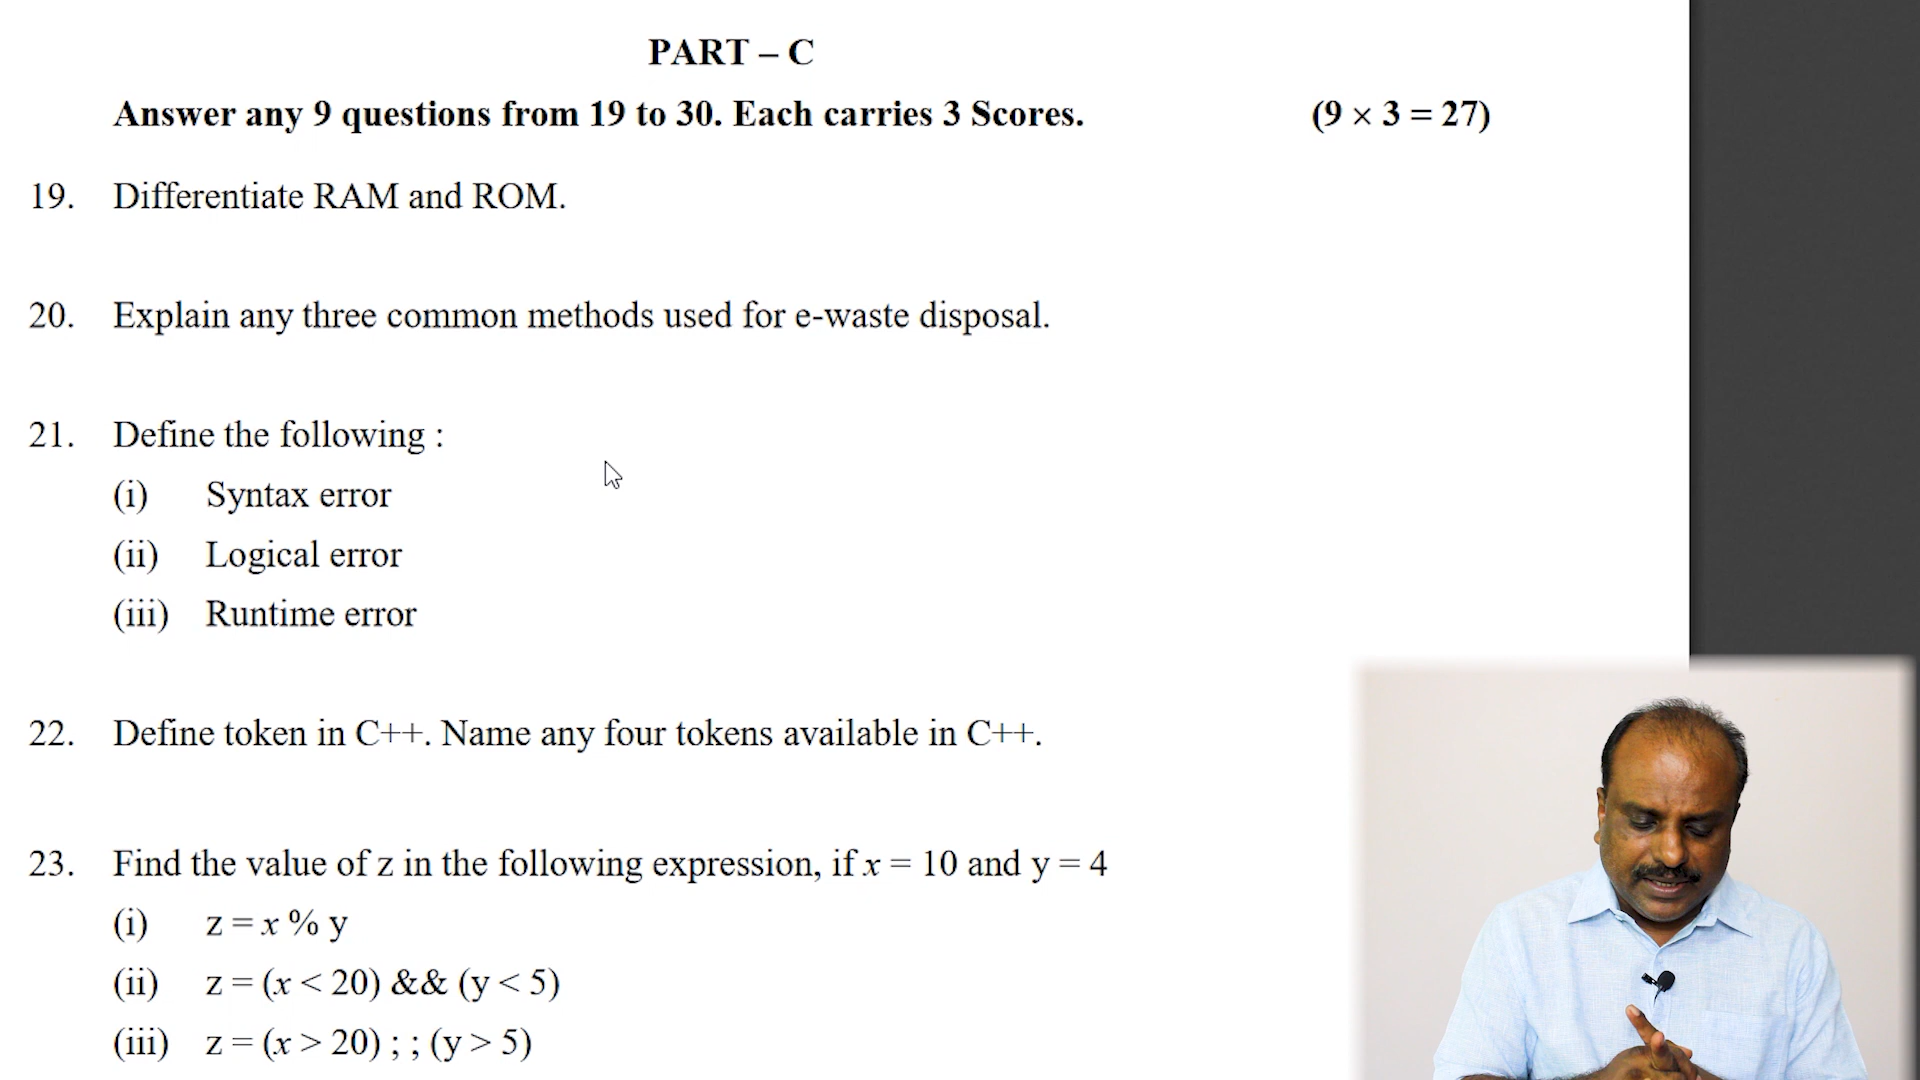 PART – C
Answer any 9 questions from 19 to 30. Each carries 3 Scores. (9 × 3 = 27)
19. Differentiate RAM and ROM.
20. Explain any three common methods used for e-waste disposal.
21. Define the following :
(i) Syntax error
(ii) Logical error
(iii) Runtime error
22. Define token in C++. Name any four tokens available in C++.
23. Find the value of z in the following expression, if x = 10 and y = 4
(i) z = x % y
(ii) z = (x < 20) && (y < 5)
(iii) z = (x > 20) ; ; (y > 5)